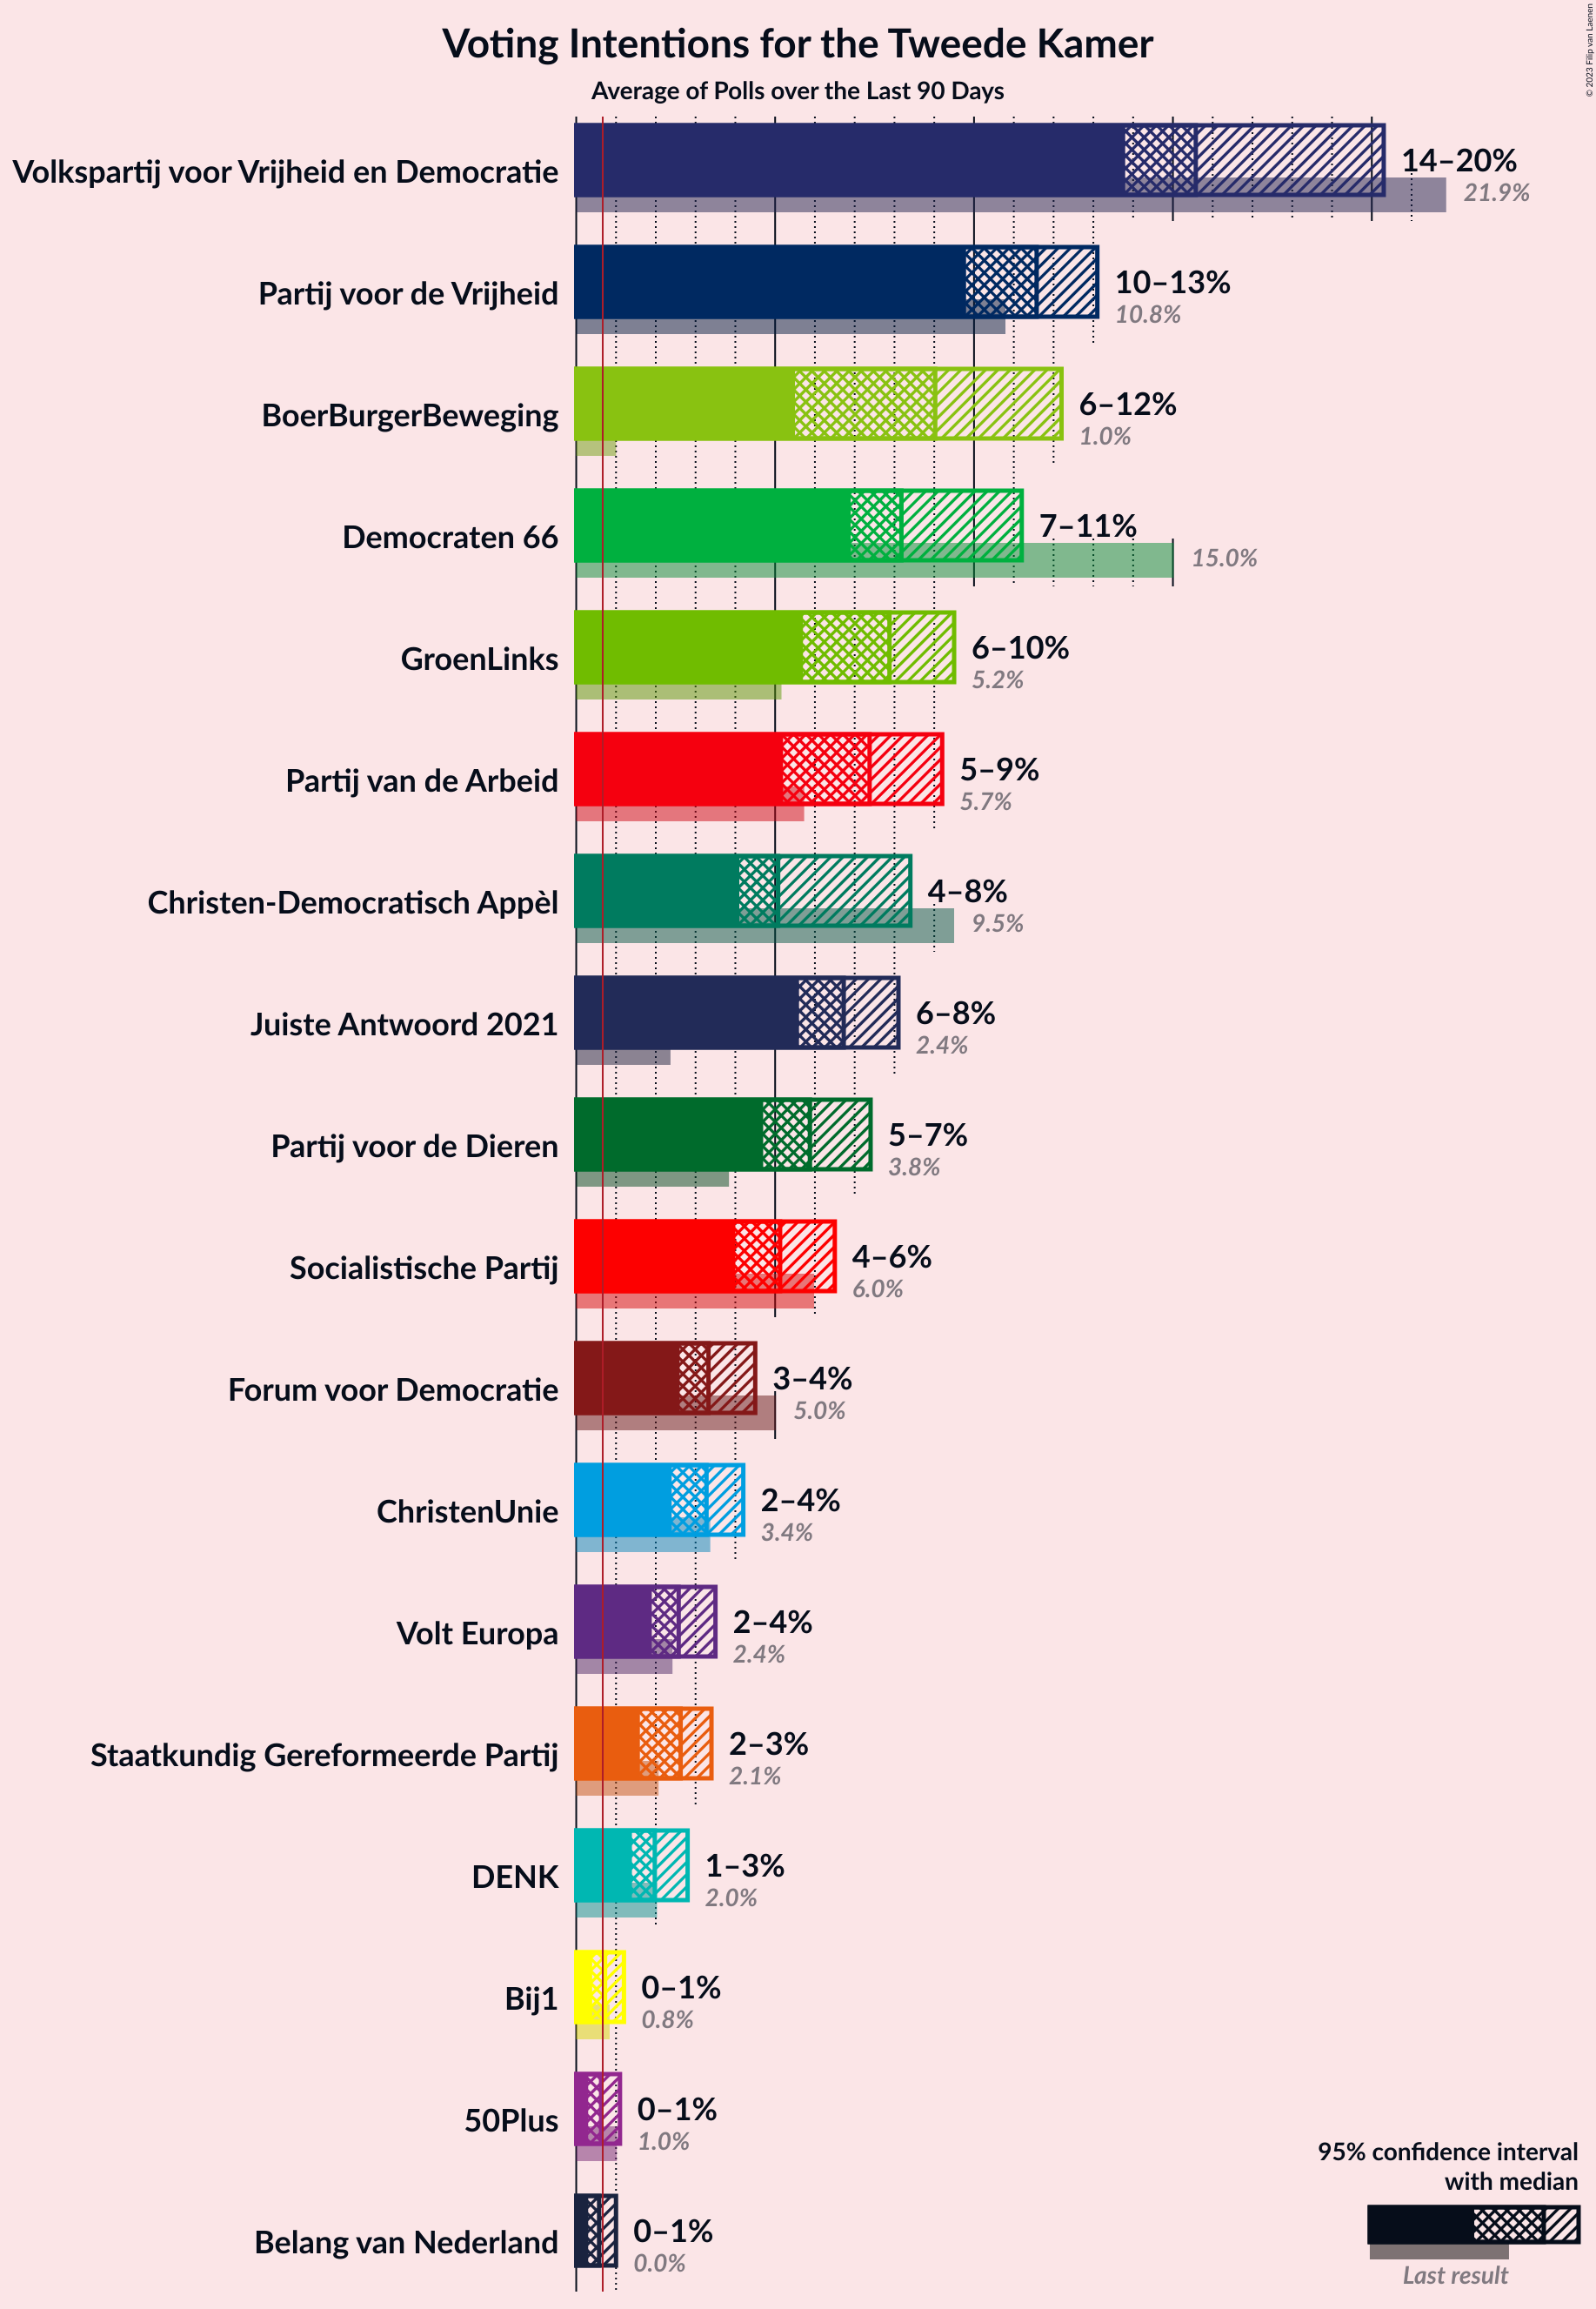 © 2023 Filip van Laenen
Voting Intentions for the Tweede Kamer
Average of Polls over the Last 90 Days
Volkspartij voor Vrijheid en Democratie
14–20%
21.9%
Partij voor de Vrijheid
10–13%
10.8%
BoerBurgerBeweging
6–12%
1.0%
Democraten 66
7–11%
15.0%
GroenLinks
6–10%
5.2%
Partij van de Arbeid
5–9%
5.7%
Christen-Democratisch Appèl
4–8%
9.5%
Juiste Antwoord 2021
6–8%
2.4%
Partij voor de Dieren
5–7%
3.8%
Socialistische Partij
4–6%
6.0%
Forum voor Democratie
3–4%
5.0%
ChristenUnie
2–4%
3.4%
Volt Europa
2–4%
2.4%
Staatkundig Gereformeerde Partij
2–3%
2.1%
DENK
1–3%
2.0%
Bij1
0–1%
0.8%
50Plus
0–1%
1.0%
Belang van Nederland
0–1%
0.0%
95% confidence interval
with median
Last result